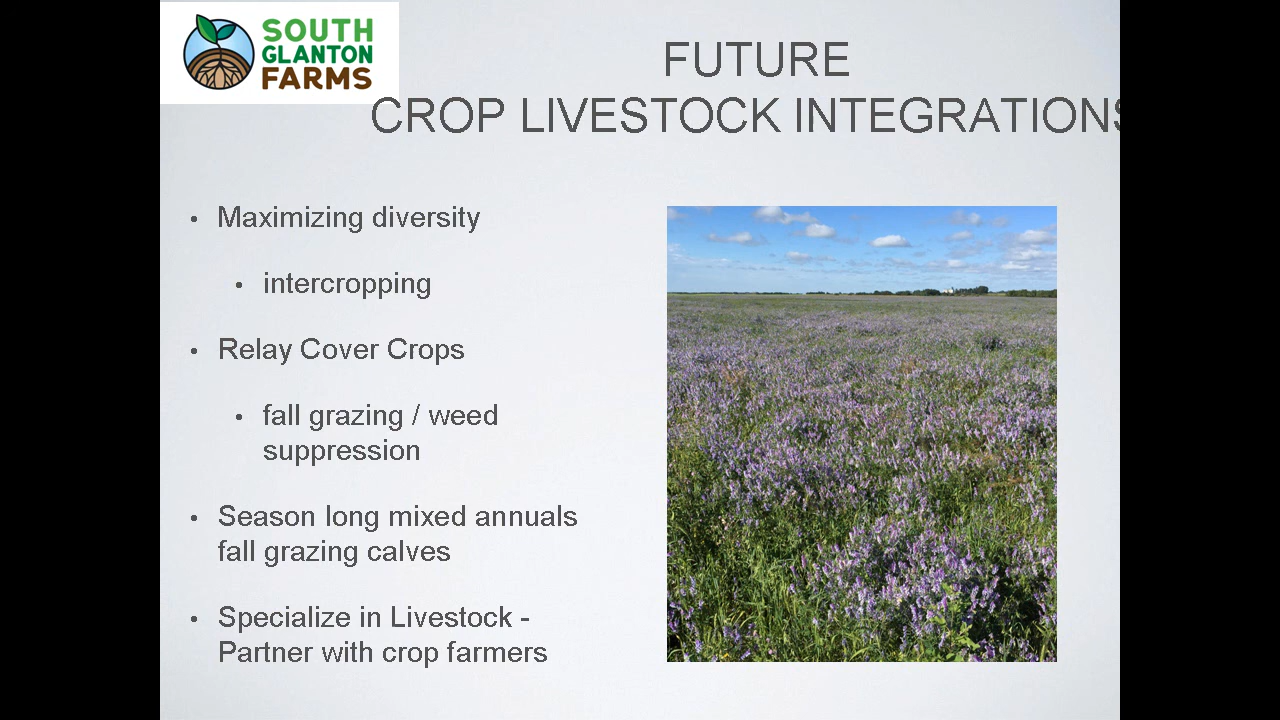 SOUTH
GLANTON
FARMS
FUTURE
CROP LIVESTOCK INTEGRATIONS
• Maximizing diversity
• intercropping
• Relay Cover Crops
• fall grazing / weed
suppression
• Season long mixed annuals
fall grazing calves
• Specialize in Livestock -
Partner with crop farmers